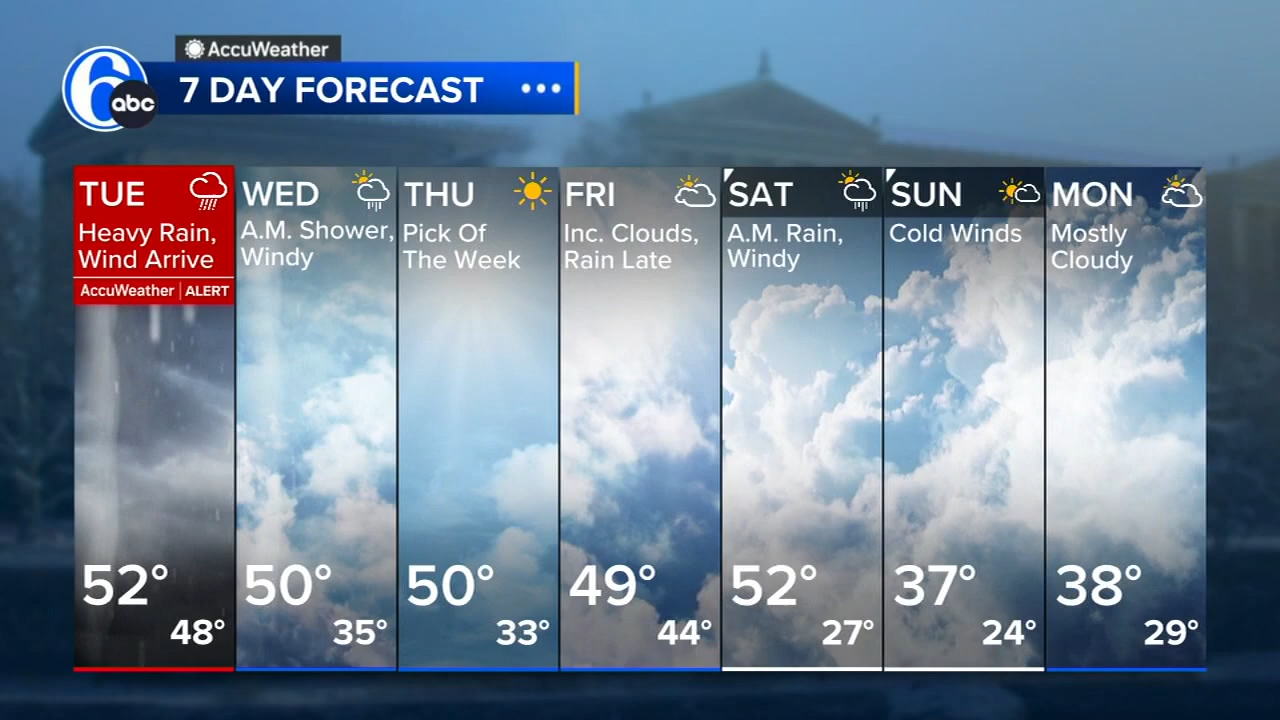 AccuWeather
6 abc
7 DAY FORECAST
TUE
Heavy Rain,
Wind Arrive
AccuWeather | ALERT
52°
48°
WED
A.M. Shower,
Windy
50°
35°
THU
Pick Of
The Week
50°
33°
FRI
Inc. Clouds,
Rain Late
49°
44°
SAT
A.M. Rain,
Windy
52°
27°
SUN
Cold Winds
37°
24°
MON
Mostly
Cloudy
38°
29°